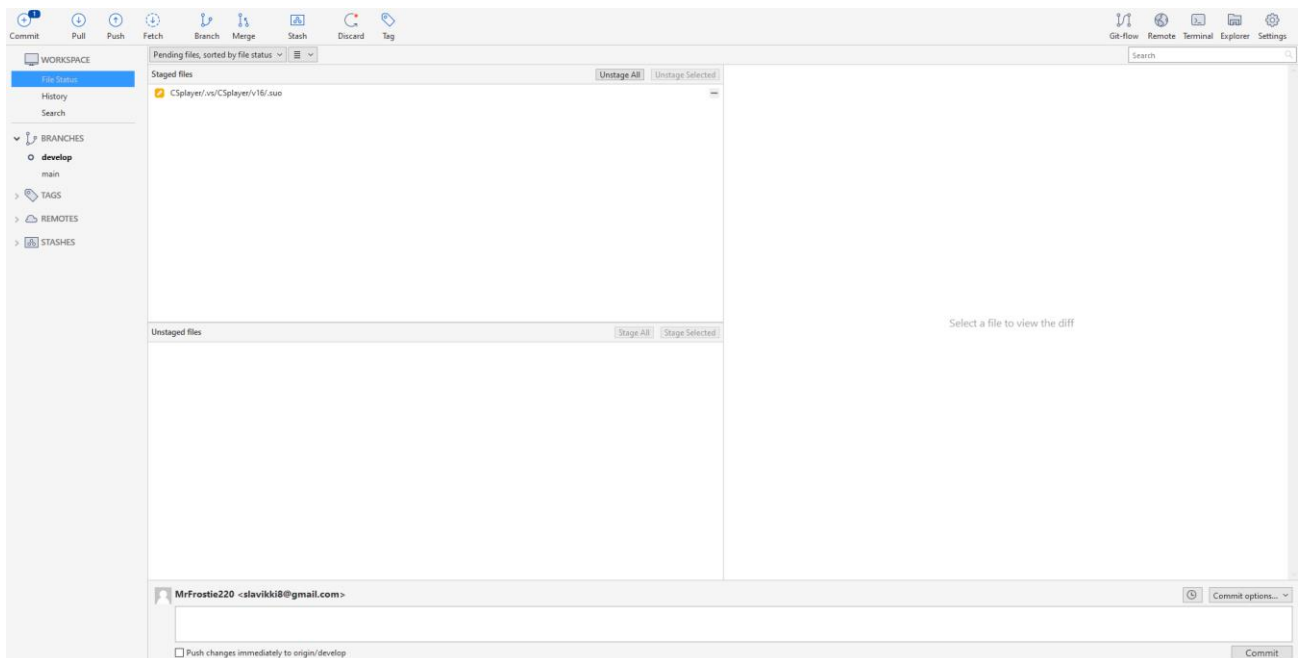 1
Commit Pull Push Fetch Branch Merge Stash Discard Tag Git-flow Remote Terminal Explorer Settings
WORKSPACE
File Status
History
Search
BRANCHES
develop
main
TAGS
REMOTES
STASHES
Pending files, sorted by file status
Search
Staged files Unstage All Unstage Selected
CSplayer/.vs/CSplayer/v16/.suo
Unstaged files Stage All Stage Selected
Select a file to view the diff
MrFrostie220 <slavikki8@gmail.com> Commit options...
Push changes immediately to origin/develop Commit